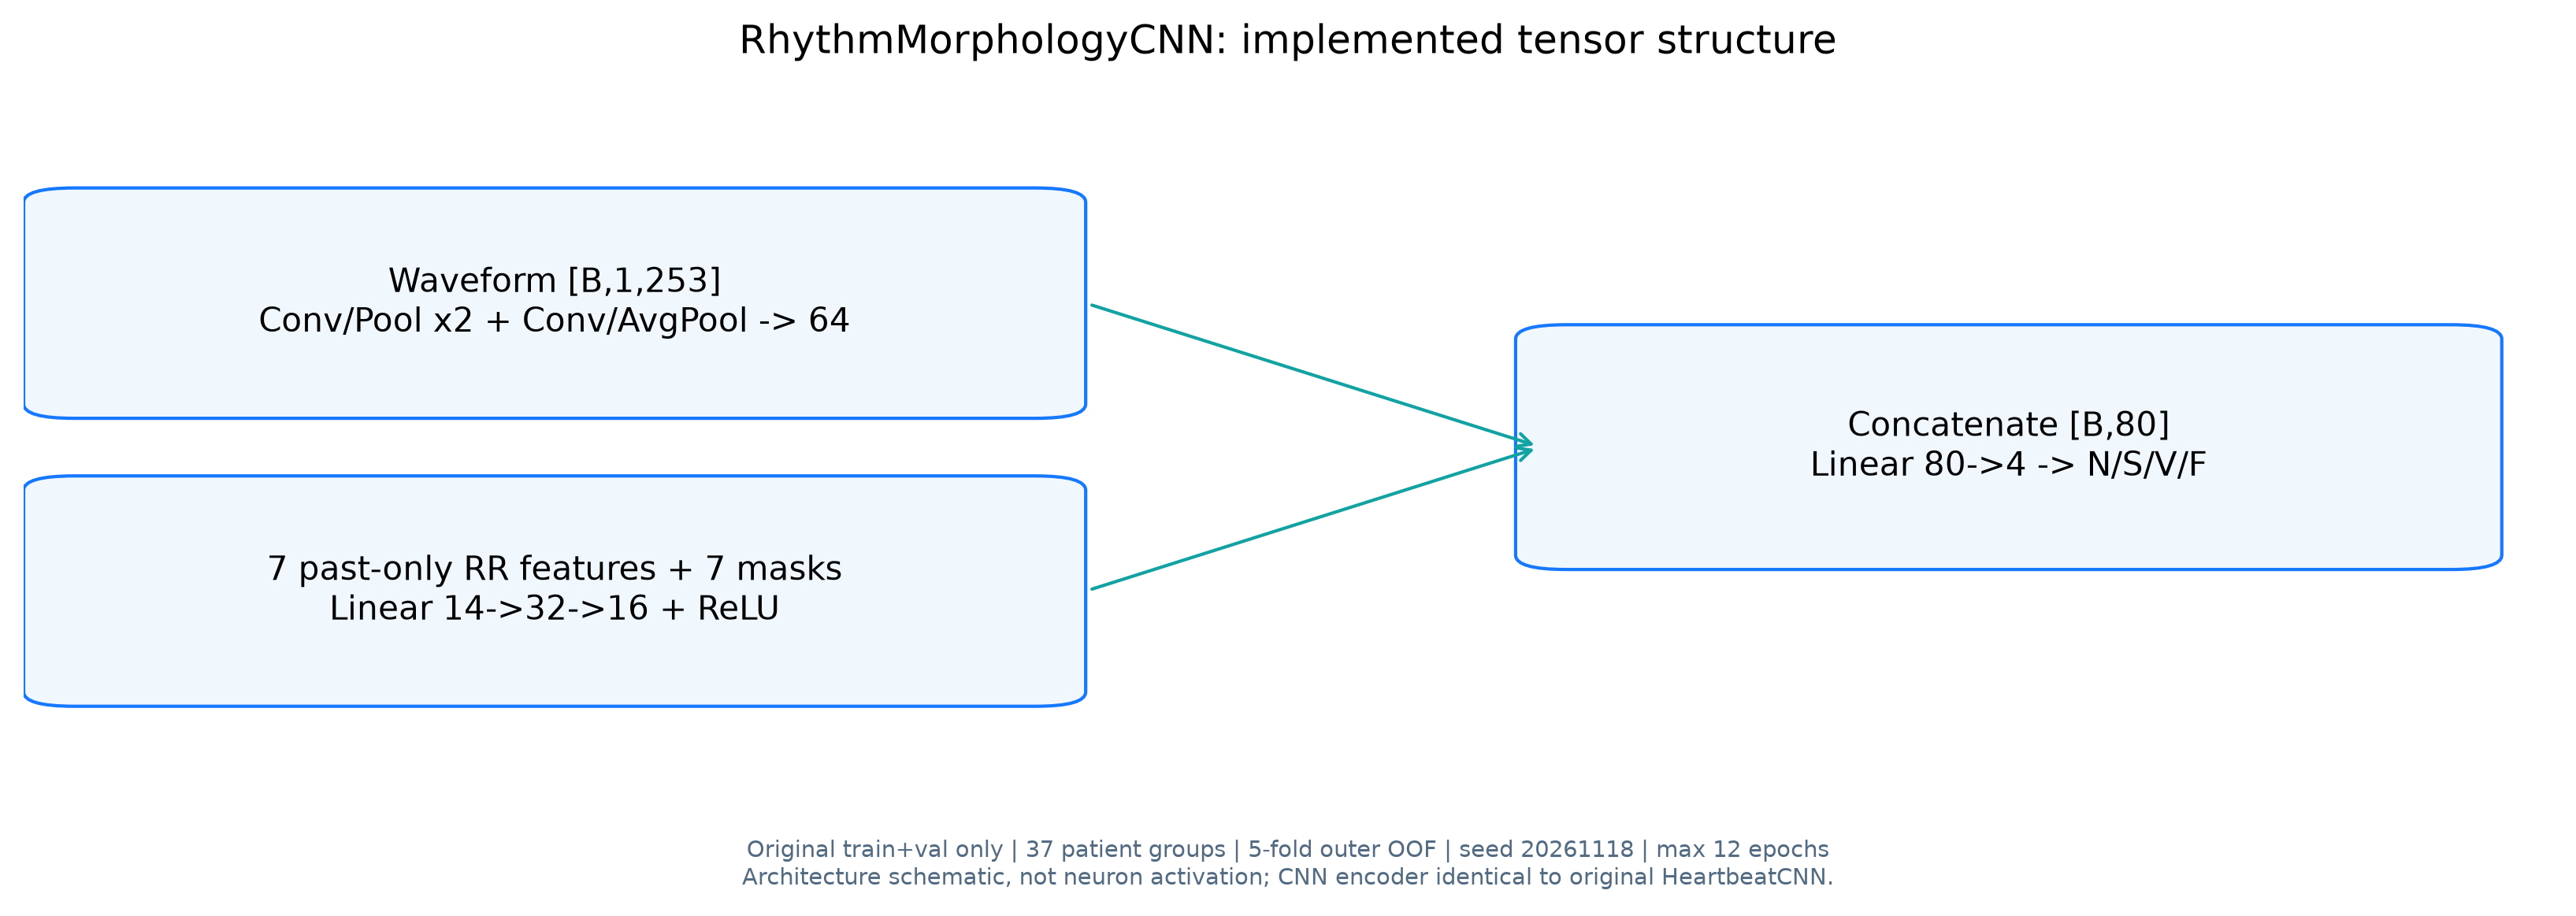 RhythmMorphologyCNN: implemented tensor structure
Waveform [B,1,253]
Conv/Pool x2 + Conv/AvgPool -> 64
7 past-only RR features + 7 masks
Linear 14->32->16 + ReLU
Concatenate [B,80]
Linear 80->4 -> N/S/V/F
Original train+val only | 37 patient groups | 5-fold outer OOF | seed 20261118 | max 12 epochs
Architecture schematic, not neuron activation; CNN encoder identical to original HeartbeatCNN.